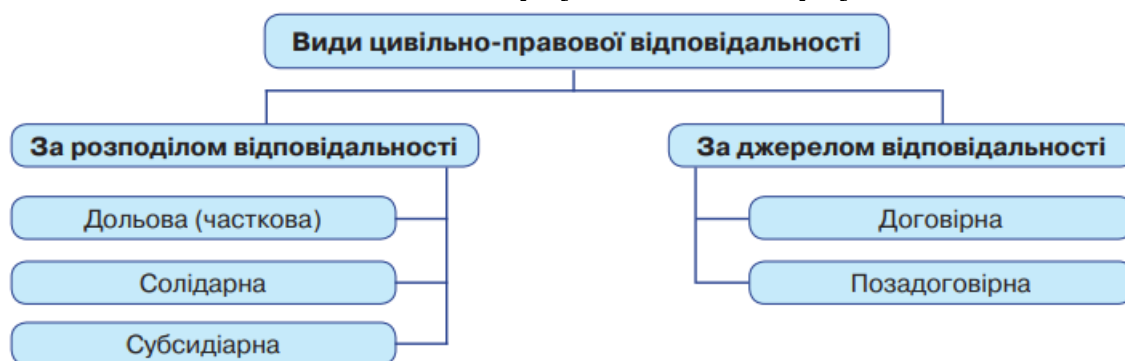 Види цивільно-правової відповідальності
За розподілом відповідальності
Дольова (часткова)
Солідарна
Субсидіарна
За джерелом відповідальності
Договірна
Позадоговірна